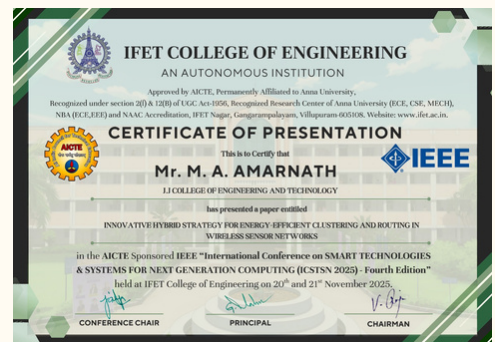 IFET COLLEGE OF ENGINEERING
AN AUTONOMOUS INSTITUTION
Approved by AICTE, Permanently Affiliated to Anna University,
Recognized under section 2(f) & 12(B) of UGC Act-1956, Recognized Research Center of Anna University (ECE, CSE, MECH),
NBA (ECE,EEE) and NAAC Accreditation, IFET Nagar, Gangarampalayam, Villupuram-605108. Website: www.ifet.ac.in.
CERTIFICATE OF PRESENTATION
AICTE
IEEE
This is to Certify that
Mr. M. A. AMARNATH
J.J COLLEGE OF ENGINEERING AND TECHNOLOGY
has presented a paper entitled
INNOVATIVE HYBRID STRATEGY FOR ENERGY-EFFICIENT CLUSTERING AND ROUTING IN
WIRELESS SENSOR NETWORKS
in the AICTE Sponsored IEEE “International Conference on SMART TECHNOLOGIES
& SYSTEMS FOR NEXT GENERATION COMPUTING (ICSTSN 2025) - Fourth Edition”
held at IFET College of Engineering on 20th and 21st November 2025.
CONFERENCE CHAIR
PRINCIPAL
CHAIRMAN